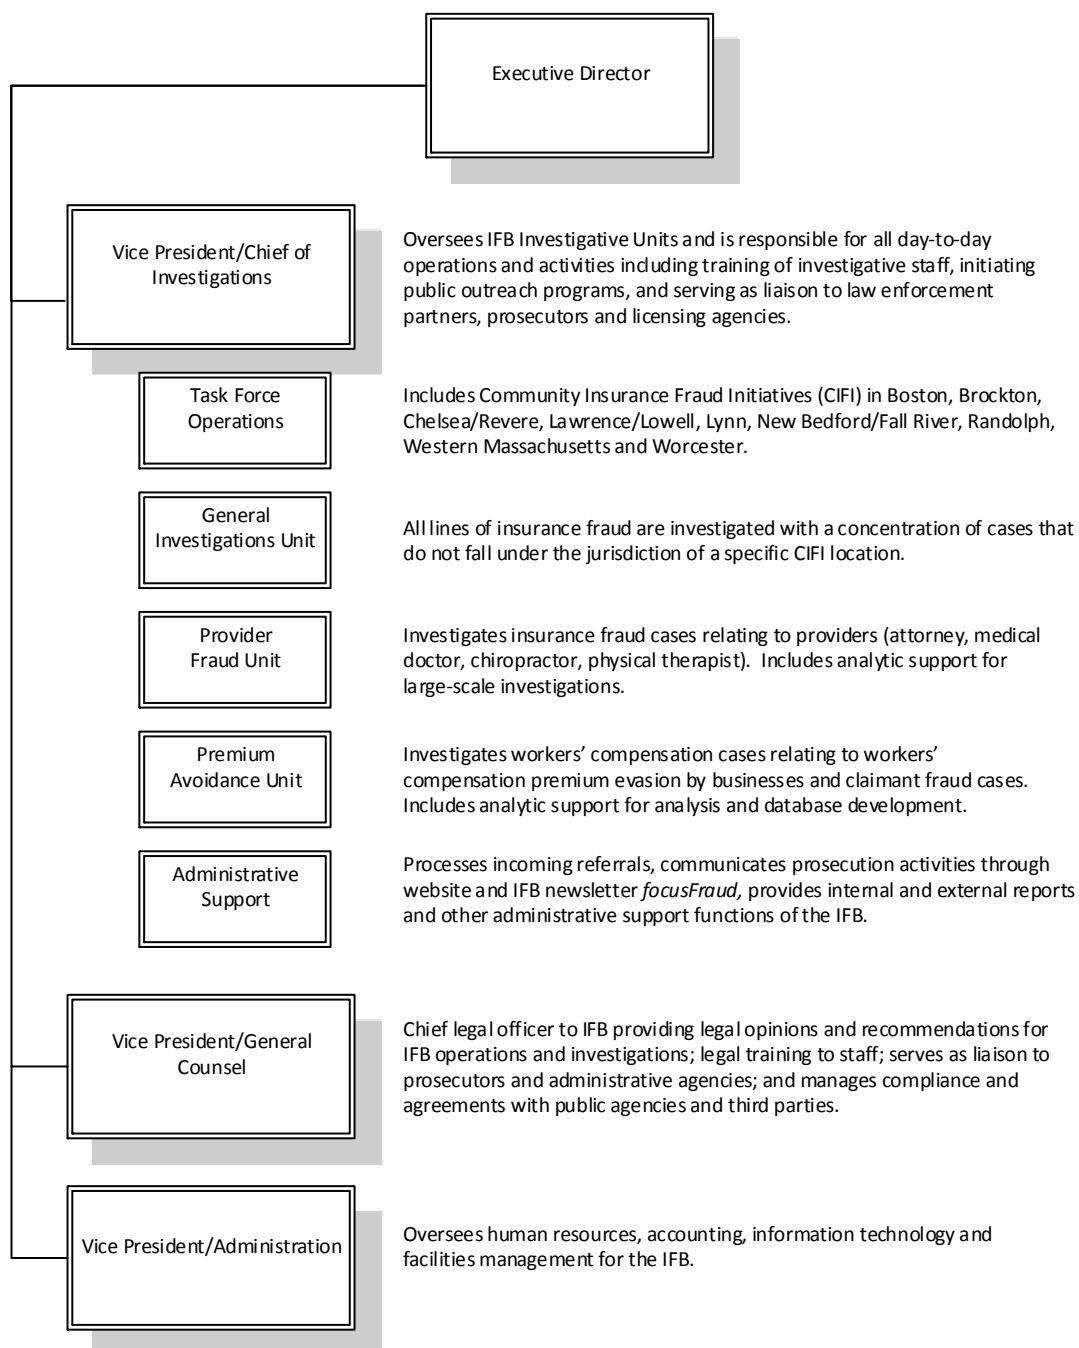 Executive Director
Vice President/Chief of
Investigations
Oversees IFB Investigative Units and is responsible for all day-to-day
operations and activities including training of investigative staff, initiating
public outreach programs, and serving as liaison to law enforcement
partners, prosecutors and licensing agencies.
Task Force
Operations
Includes Community Insurance Fraud Initiatives (CIFI) in Boston, Brockton,
Chelsea/Revere, Lawrence/Lowell, Lynn, New Bedford/Fall River, Randolph,
Western Massachusetts and Worcester.
General
Investigations Unit
All lines of insurance fraud are investigated with a concentration of cases that
do not fall under the jurisdiction of a specific CIFI location.
Provider
Fraud Unit
Investigates insurance fraud cases relating to providers (attorney, medical
doctor, chiropractor, physical therapist).  Includes analytic support for
large-scale investigations.
Premium
Avoidance Unit
Investigates workers’ compensation cases relating to workers’
compensation premium evasion by businesses and claimant fraud cases.
Includes analytic support for analysis and database development.
Administrative
Support
Processes incoming referrals, communicates prosecution activities through
website and IFB newsletter focusFraud, provides internal and external reports
and other administrative support functions of the IFB.
Vice President/General
Counsel
Chief legal officer to IFB providing legal opinions and recommendations for
IFB operations and investigations; legal training to staff; serves as liaison to
prosecutors and administrative agencies; and manages compliance and
agreements with public agencies and third parties.
Vice President/Administration
Oversees human resources, accounting, information technology and
facilities management for the IFB.